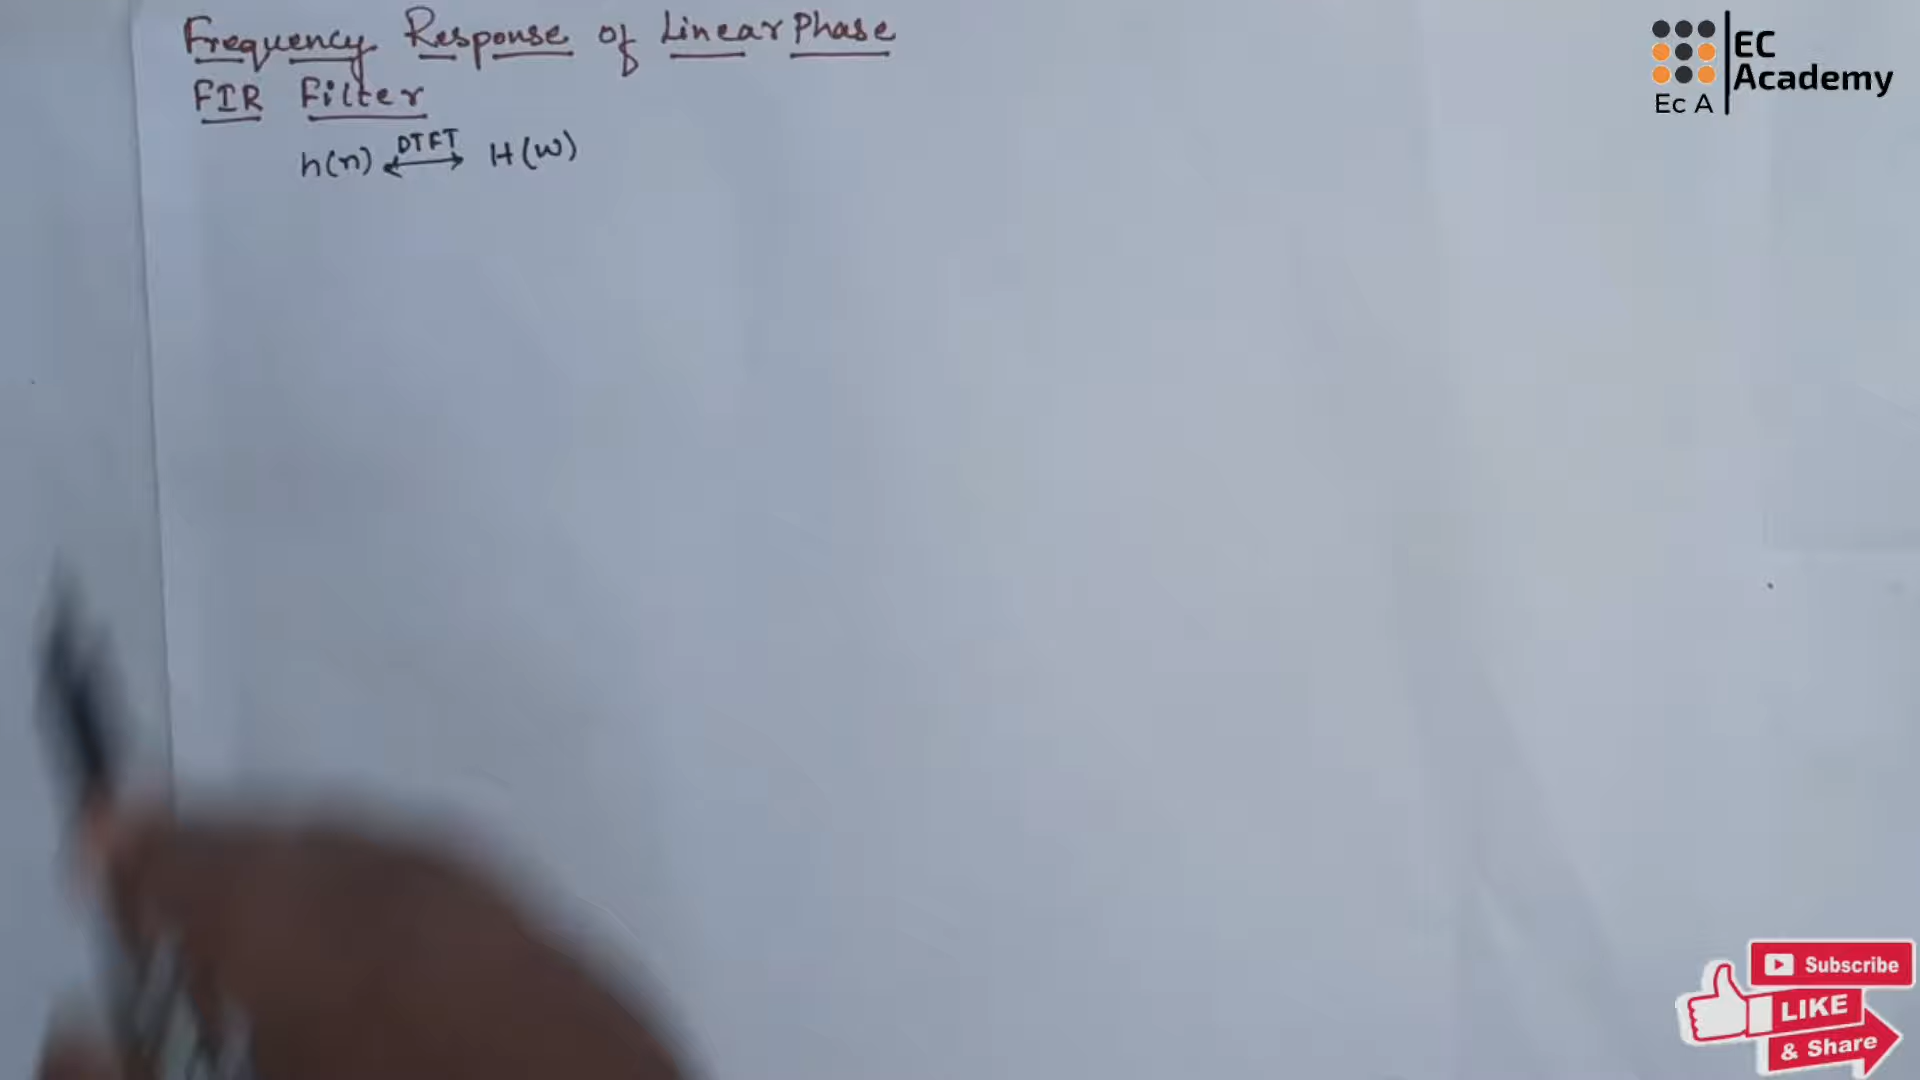 Frequency Response of Linear Phase
FIR Filter
h(n) <-DTFT-> H(w)
EC
Academy
Ec A
Subscribe
LIKE
& Share